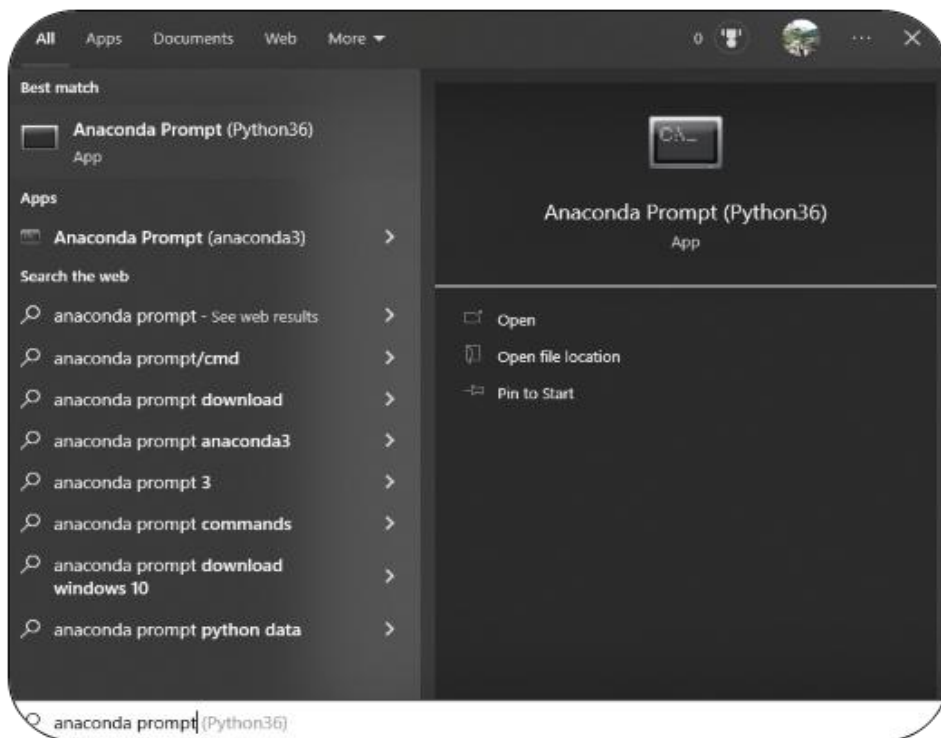 All Apps Documents Web More 0
Best match
Anaconda Prompt (Python36)
App
Apps
Anaconda Prompt (anaconda3)
Search the web
anaconda prompt - See web results
anaconda prompt/cmd
anaconda prompt download
anaconda prompt anaconda3
anaconda prompt 3
anaconda prompt commands
anaconda prompt download
windows 10
anaconda prompt python data
C:\_
Anaconda Prompt (Python36)
App
Open
Open file location
Pin to Start
anaconda prompt (Python36)